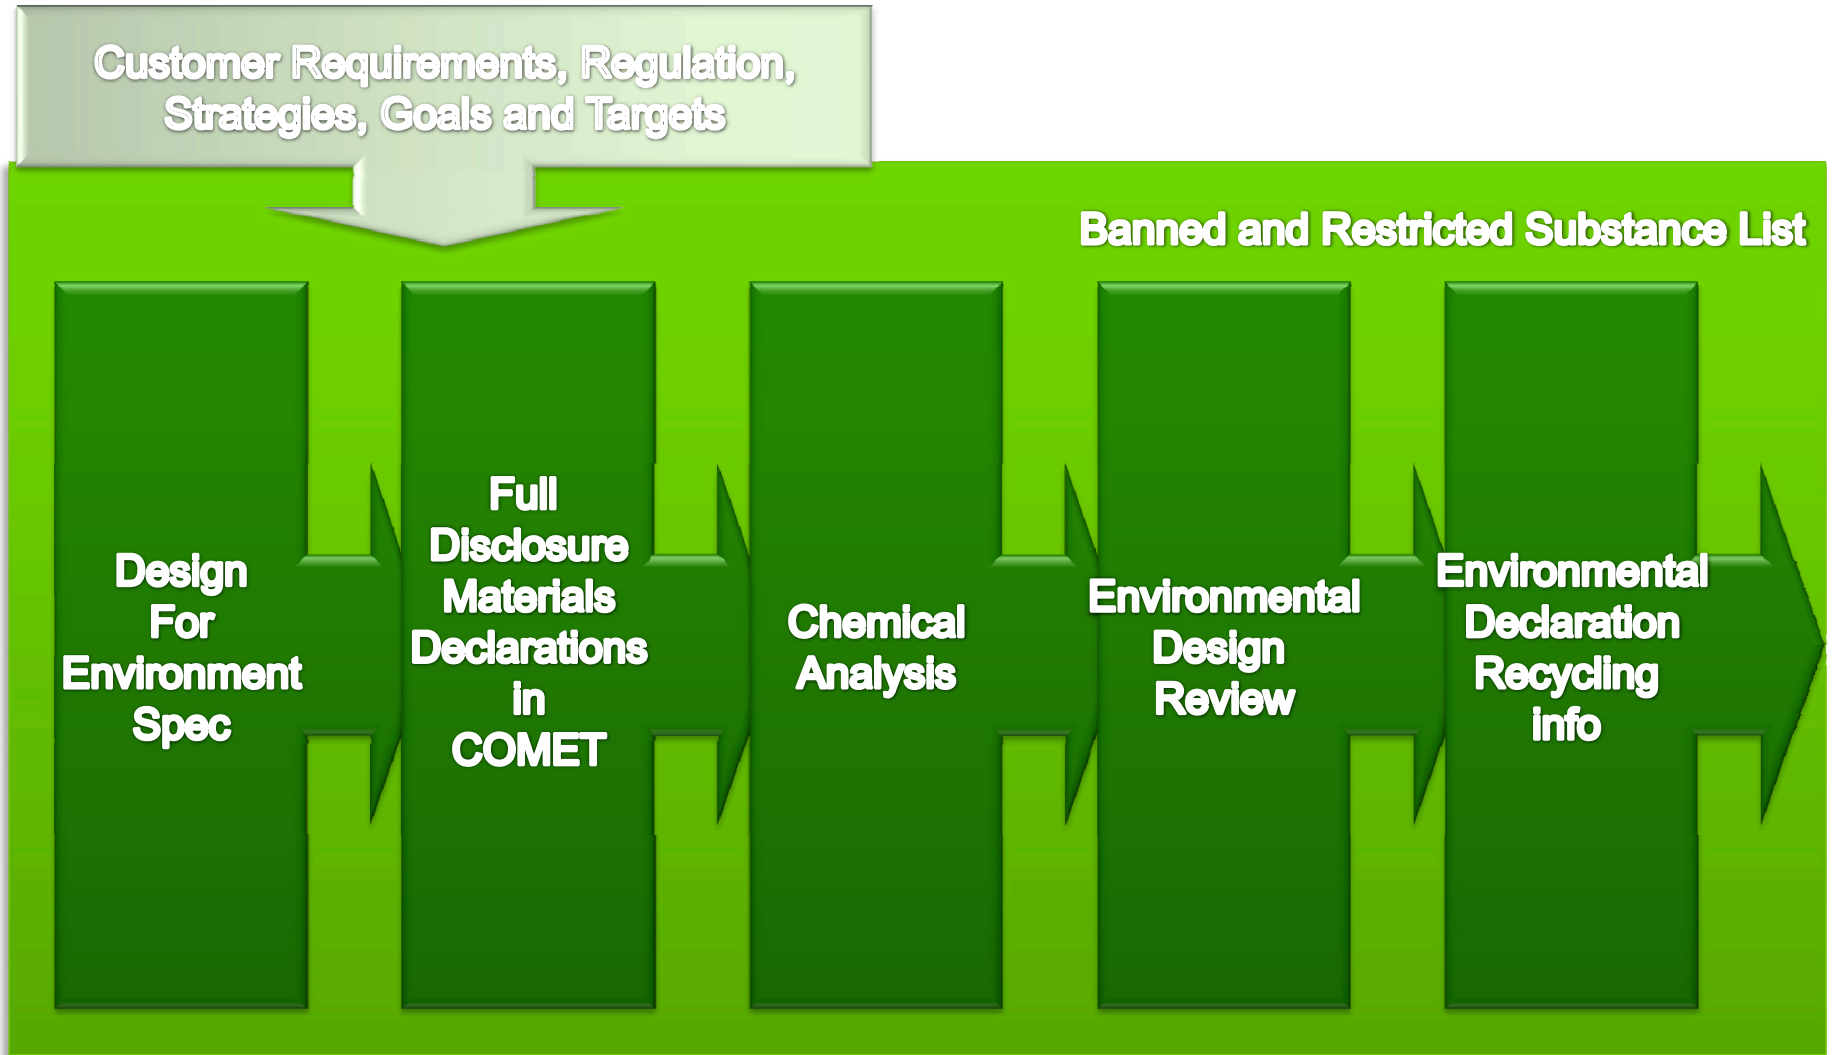 Customer Requirements, Regulation,
Strategies, Goals and Targets
Banned and Restricted Substance List
Design
For
Environment
Spec
Full
Disclosure
Materials
Declarations
in
COMET
Chemical
Analysis
Environmental
Design
Review
Environmental
Declaration
Recycling
info